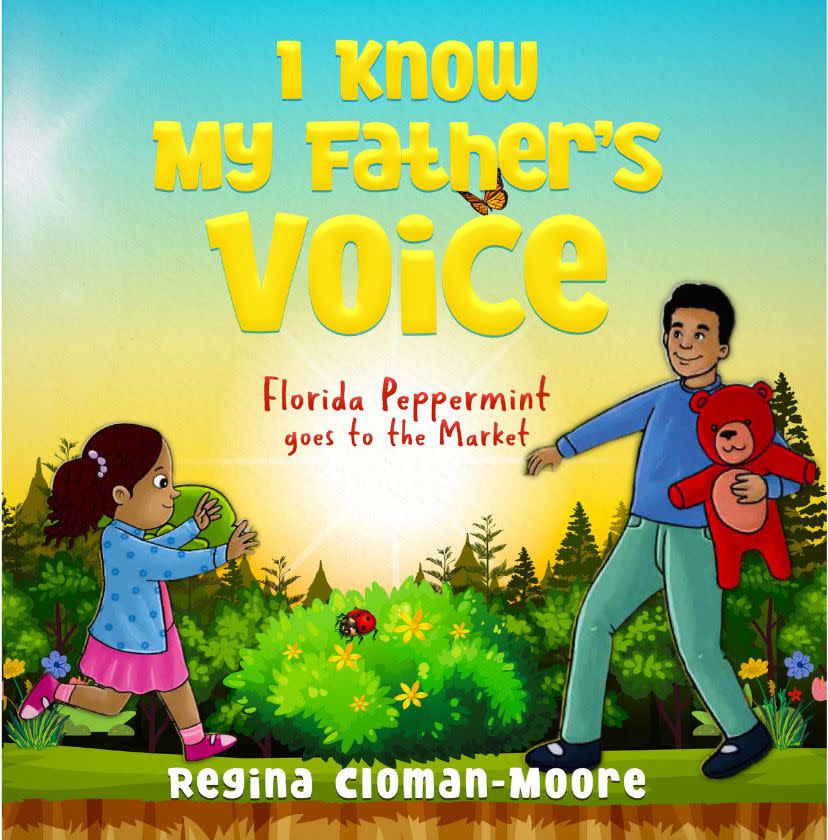 I Know
My Father's
Voice
Florida Peppermint
goes to the Market
Regina Cloman-Moore